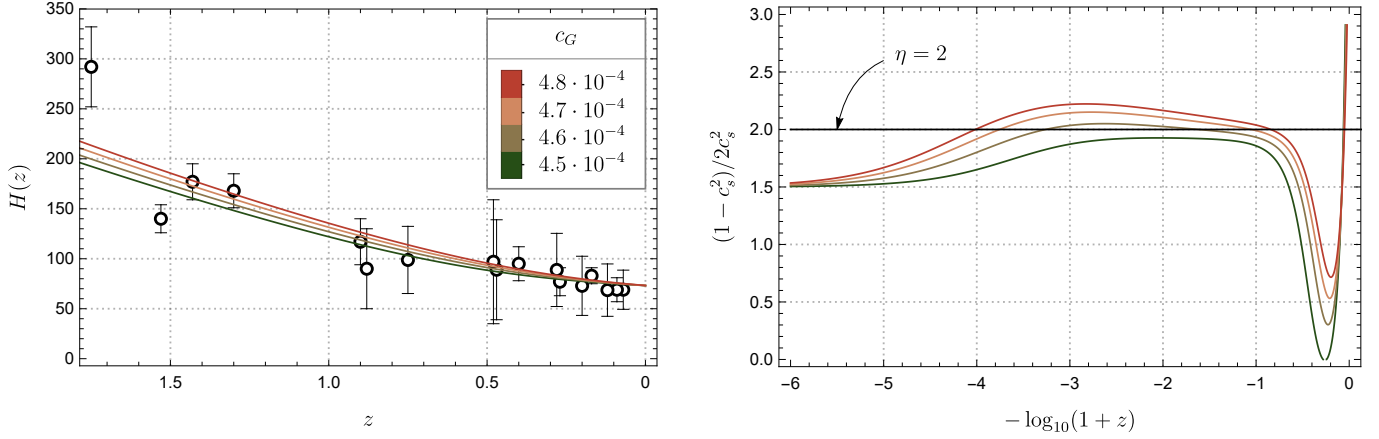 350
300
250
200
150
100
50
0
H(z)
1.5
1.0
0.5
0
z
c_G
4.8 · 10^{-4}
4.7 · 10^{-4}
4.6 · 10^{-4}
4.5 · 10^{-4}
3.0
2.5
2.0
1.5
1.0
0.5
0.0
(1 − c_s^2)/2c_s^2
η = 2
−6
−5
−4
−3
−2
−1
0
− log_{10}(1 + z)